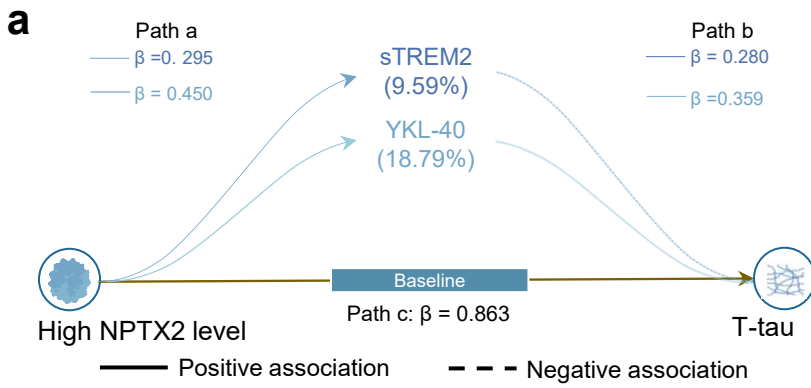 a
Path a
β =0. 295
β = 0.450
sTREM2
(9.59%)
YKL-40
(18.79%)
Path b
β = 0.280
β =0.359
Baseline
Path c: β = 0.863
High NPTX2 level
T-tau
Positive association
Negative association